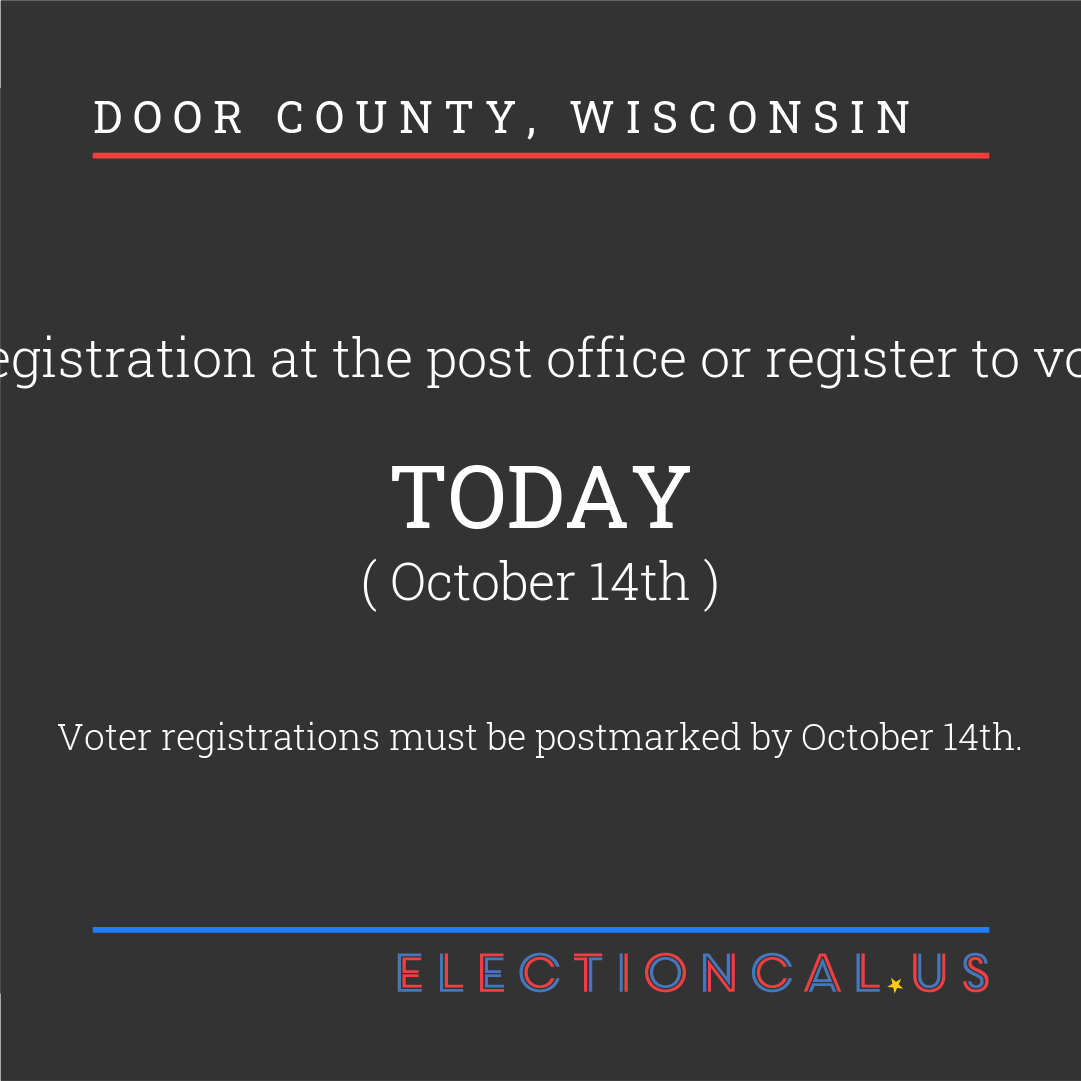 DOOR COUNTY, WISCONSIN
egistration at the post office or register to vo
TODAY
( October 14th )
Voter registrations must be postmarked by October 14th.
ELECTIONCAL.US